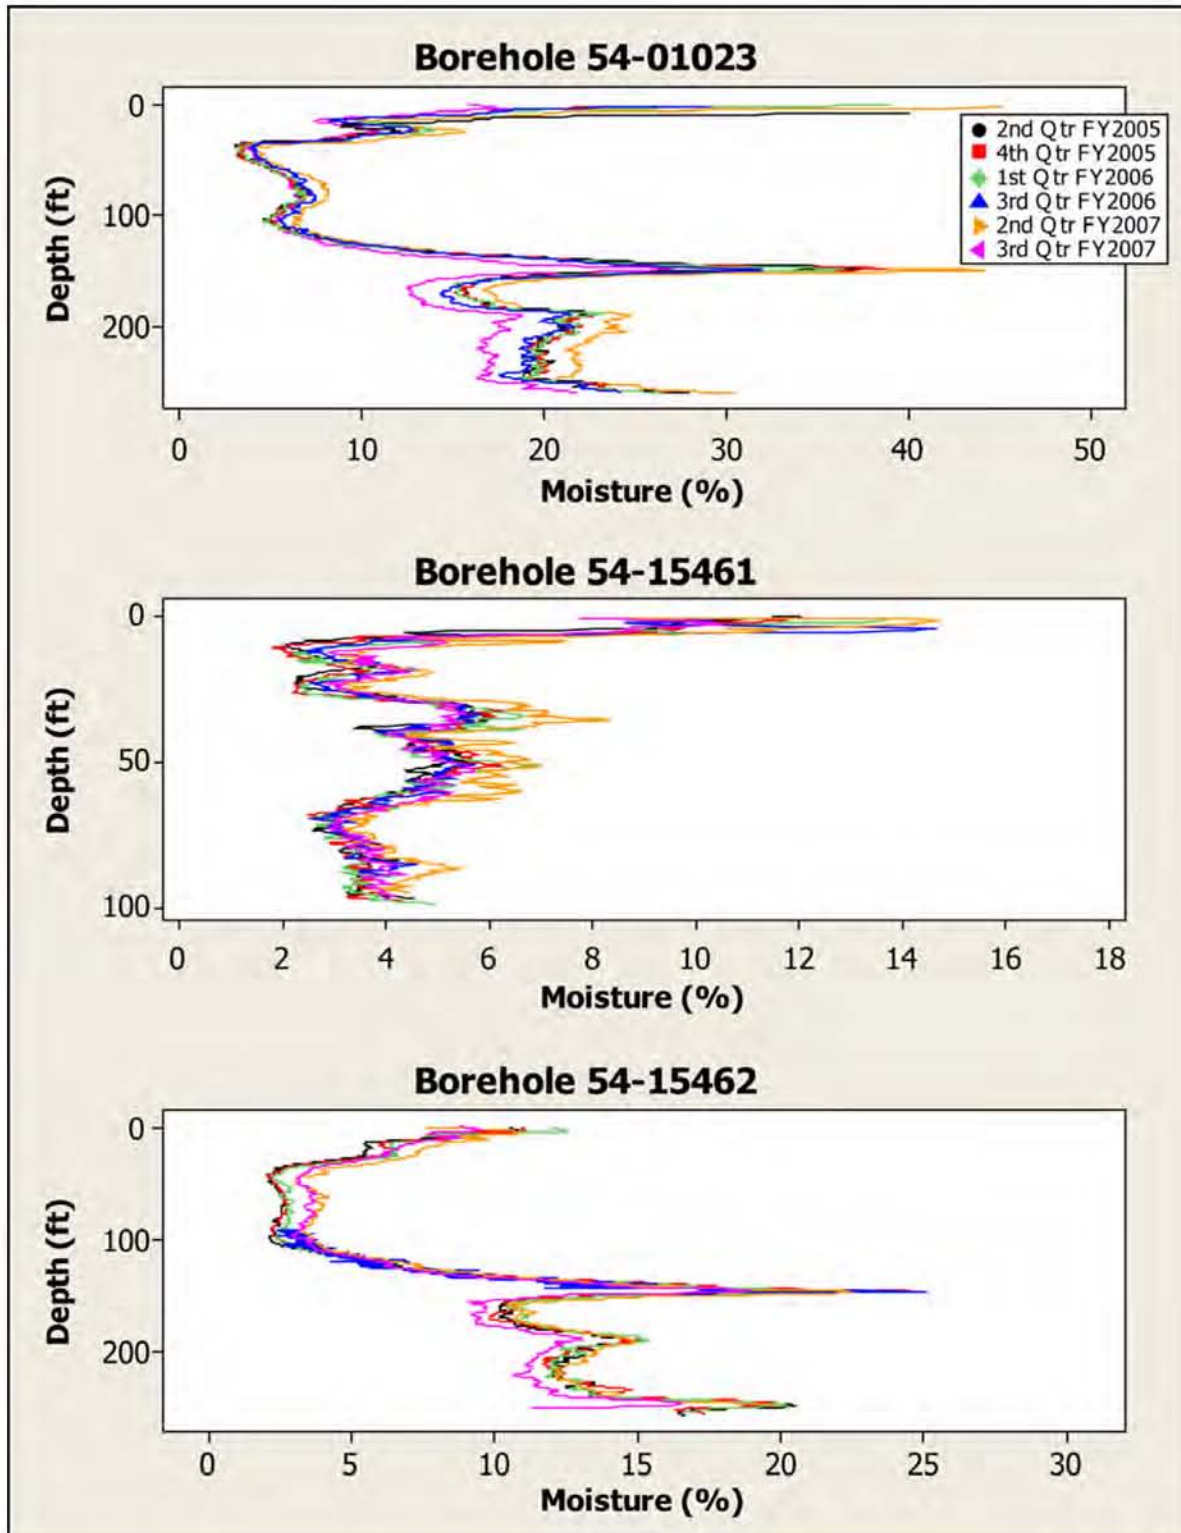 Borehole 54-01023
0
100
200
Depth (ft)
2nd Qtr FY2005
4th Qtr FY2005
1st Qtr FY2006
3rd Qtr FY2006
2nd Qtr FY2007
3rd Qtr FY2007
0 10 20 30 40 50
Moisture (%)
Borehole 54-15461
0
50
100
Depth (ft)
0 2 4 6 8 10 12 14 16 18
Moisture (%)
Borehole 54-15462
0
100
200
Depth (ft)
0 5 10 15 20 25 30
Moisture (%)